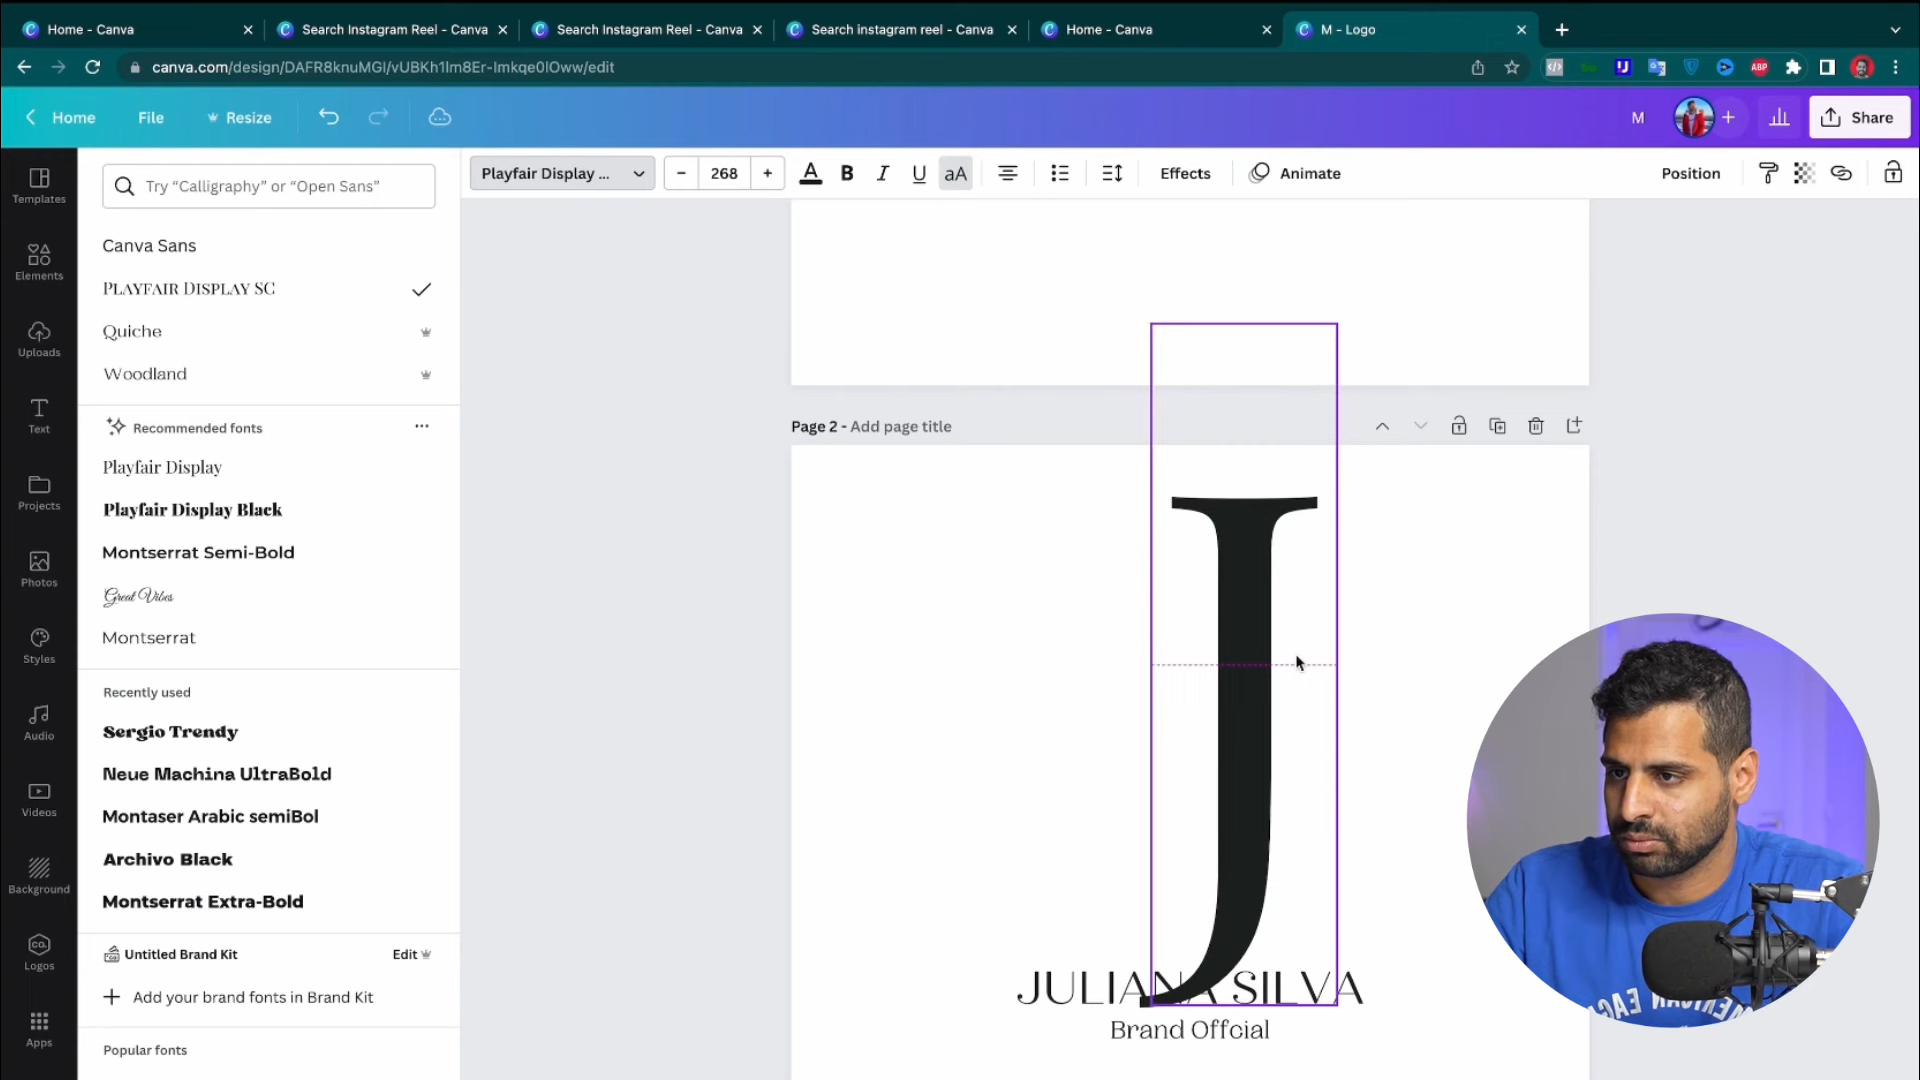 Home - Canva
Search Instagram Reel - Canva
Search Instagram Reel - Canva
Search instagram reel - Canva
Home - Canva
M - Logo
canva.com/design/DAFR8knuMGI/vUBKh1lm8Er-Imkqe0IOww/edit
ABP
Home
File
Resize
M
Share
Templates
Elements
Uploads
Text
Projects
Photos
Styles
Audio
Videos
Background
CO.
Logos
Apps
Try “Calligraphy” or “Open Sans”
Canva Sans
PLAYFAIR DISPLAY SC
Quiche
Woodland
Recommended fonts
Playfair Display
Playfair Display Black
Montserrat Semi-Bold
Great Vibes
Montserrat
Recently used
Sergio Trendy
Neue Machina UltraBold
Montaser Arabic semiBol
Archivo Black
Montserrat Extra-Bold
Untitled Brand Kit
Edit
Add your brand fonts in Brand Kit
Popular fonts
Playfair Display ...
268
A
B
I
U
aA
Effects
Animate
Position
Page 2 - Add page title
J
JULIANA SILVA
Brand Offcial